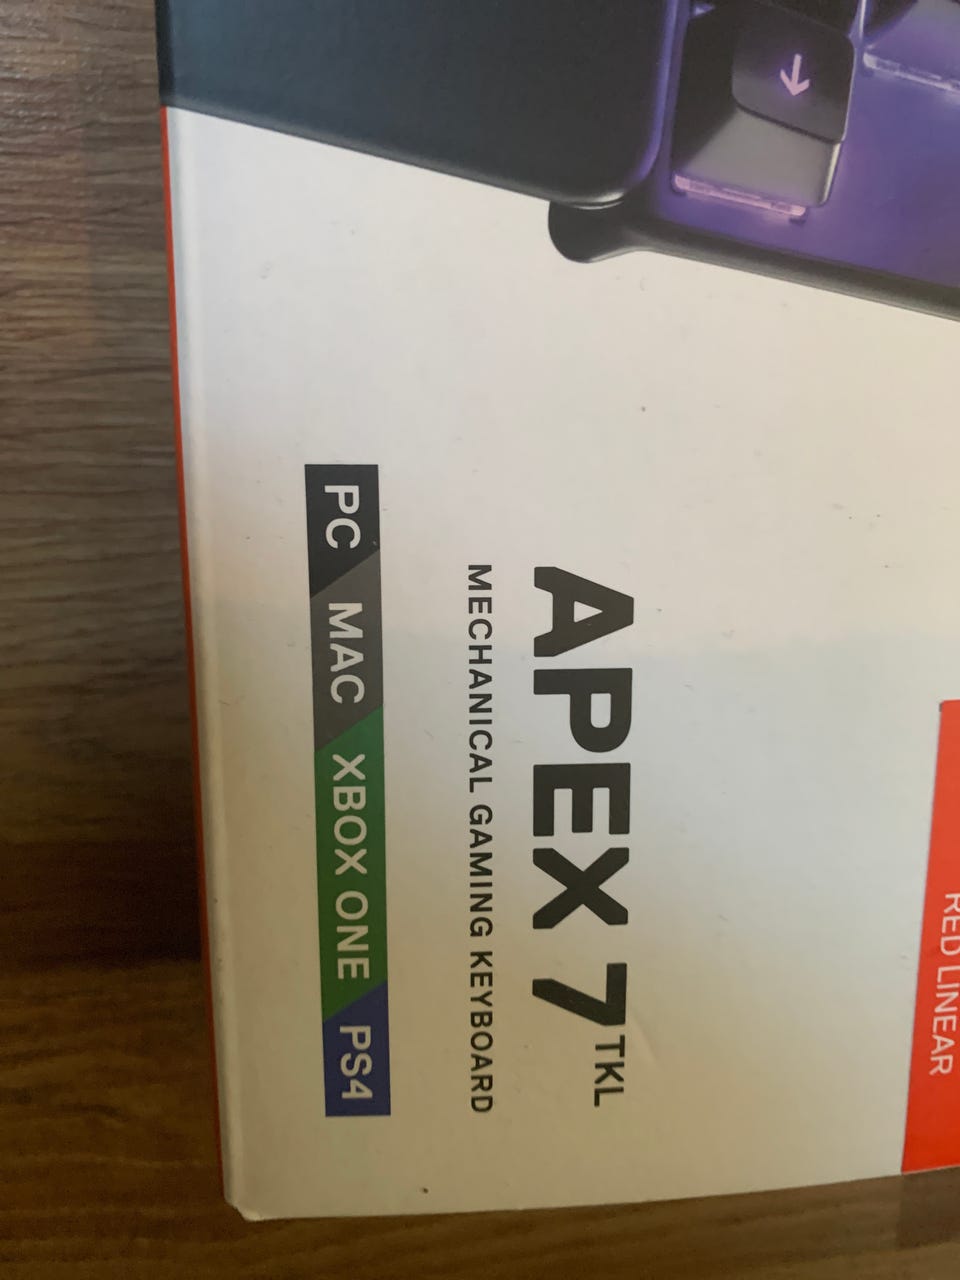 RED LINEAR
APEX 7 TKL
MECHANICAL GAMING KEYBOARD
PC MAC XBOX ONE PS4